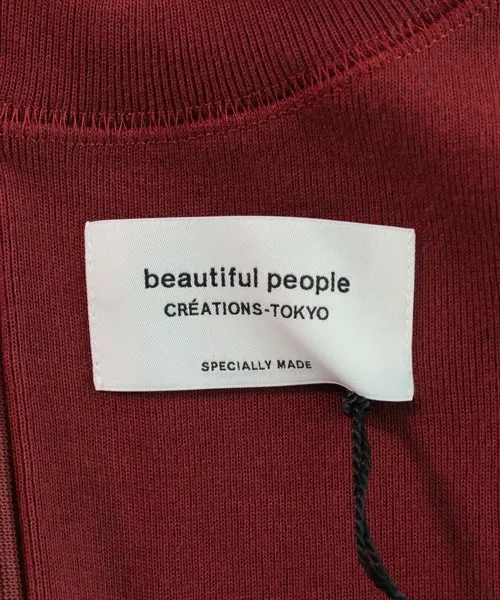 beautiful people
CRÉATIONS-TOKYO
SPECIALLY MADE